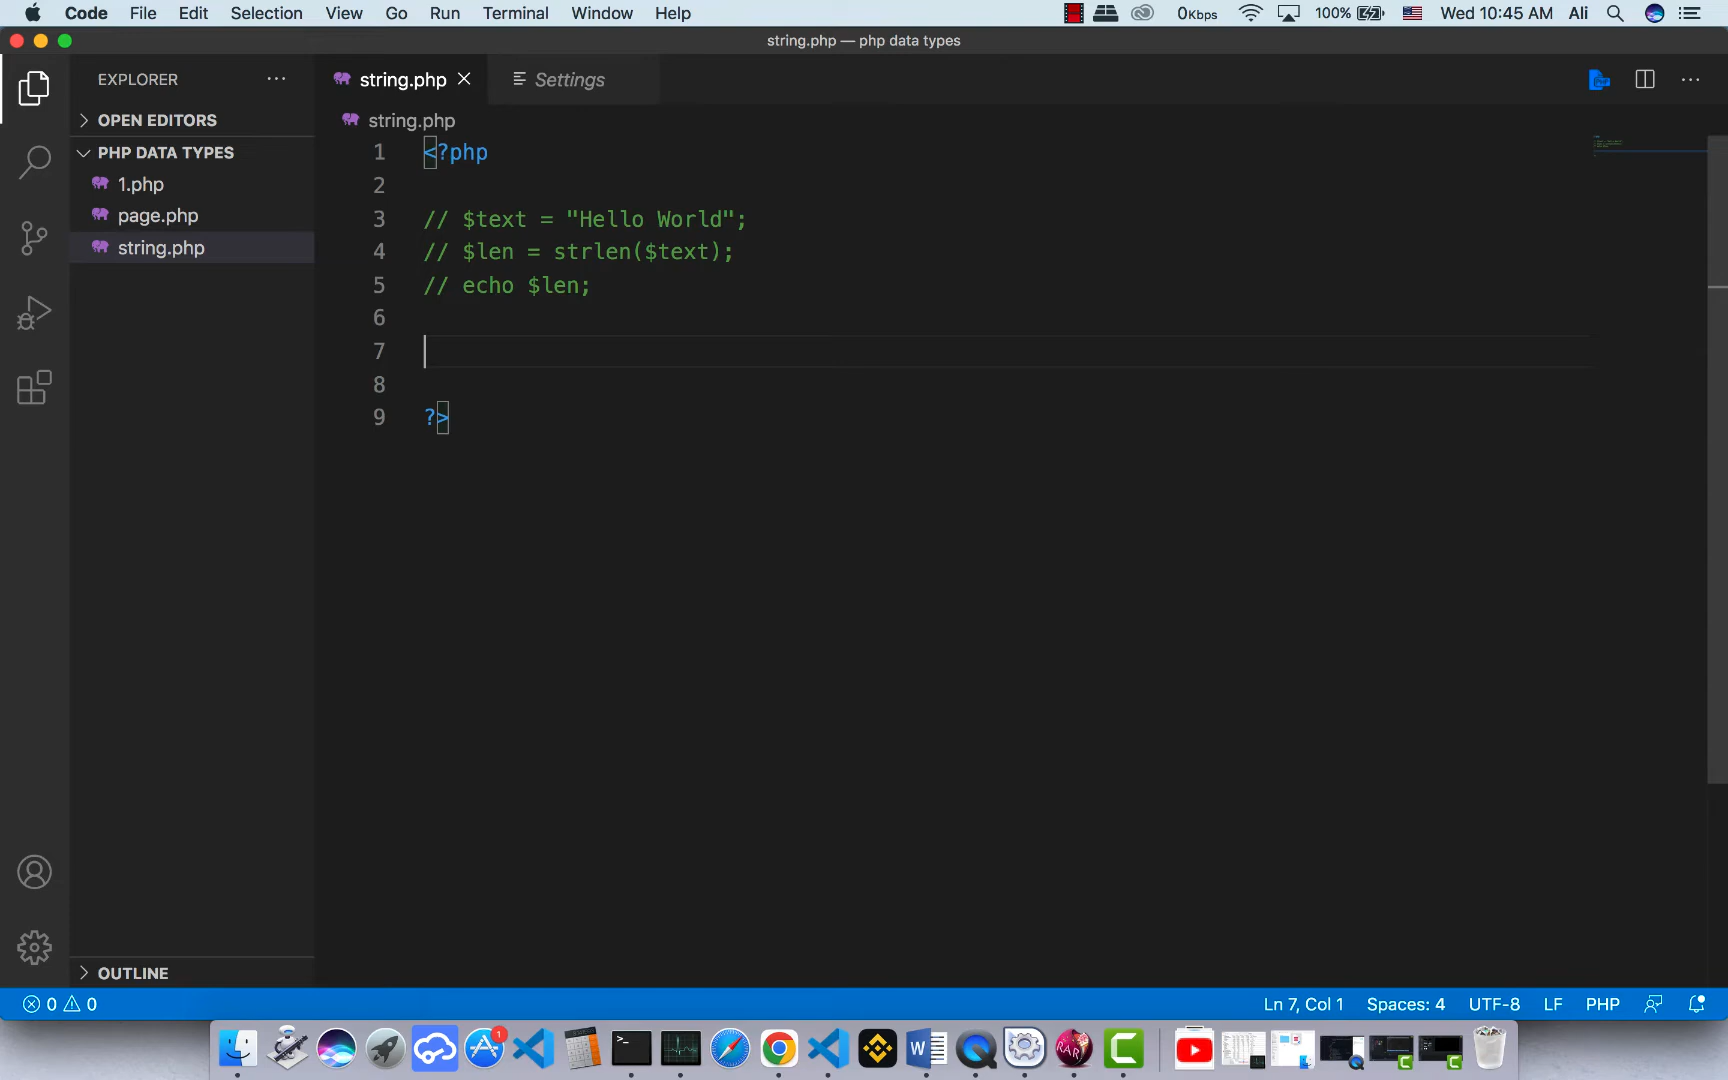 Code File Edit Selection View Go Run Terminal Window Help 0Kbps 100% Wed 10:45 AM Ali
string.php — php data types
EXPLORER
OPEN EDITORS
PHP DATA TYPES
1.php
page.php
string.php
OUTLINE
string.php Settings
string.php
1 <?php
2
3 // $text = "Hello World";
4 // $len = strlen($text);
5 // echo $len;
6
7
8
9 ?>
0 0 Ln 7, Col 1 Spaces: 4 UTF-8 LF PHP
1
RAR